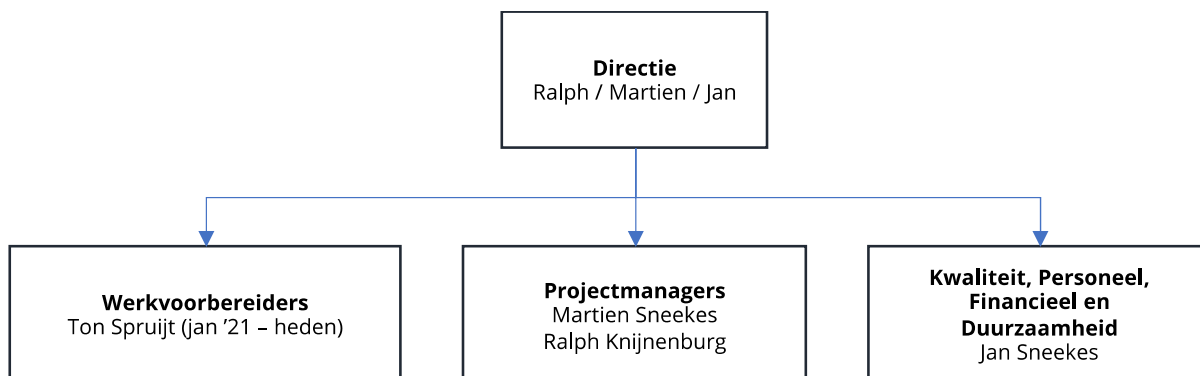 Directie
Ralph / Martien / Jan
Werkvoorbereiders
Ton Spruijt (jan ’21 – heden)
Projectmanagers
Martien Sneekes
Ralph Knijnenburg
Kwaliteit, Personeel,
Financieel en
Duurzaamheid
Jan Sneekes